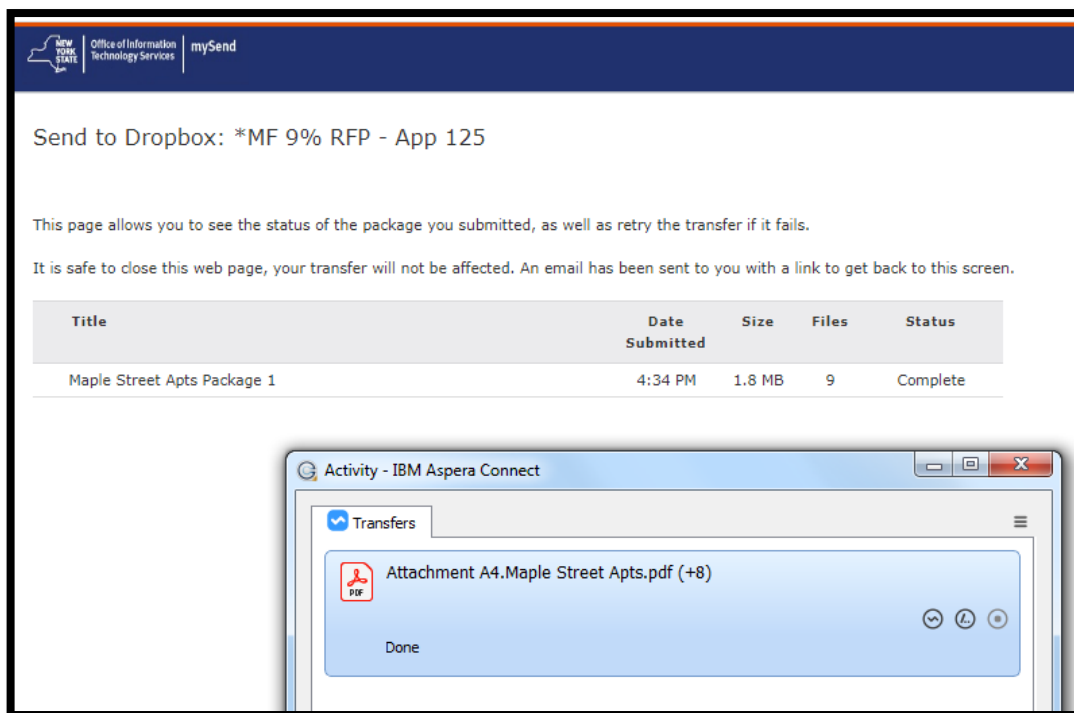 NEW
YORK
STATE
Office of Information
Technology Services
mySend
Send to Dropbox: *MF 9% RFP - App 125
This page allows you to see the status of the package you submitted, as well as retry the transfer if it fails.
It is safe to close this web page, your transfer will not be affected. An email has been sent to you with a link to get back to this screen.
Title Date Submitted Size Files Status
Maple Street Apts Package 1 4:34 PM 1.8 MB 9 Complete
Activity - IBM Aspera Connect
Transfers
Attachment A4.Maple Street Apts.pdf (+8)
PDF
Done